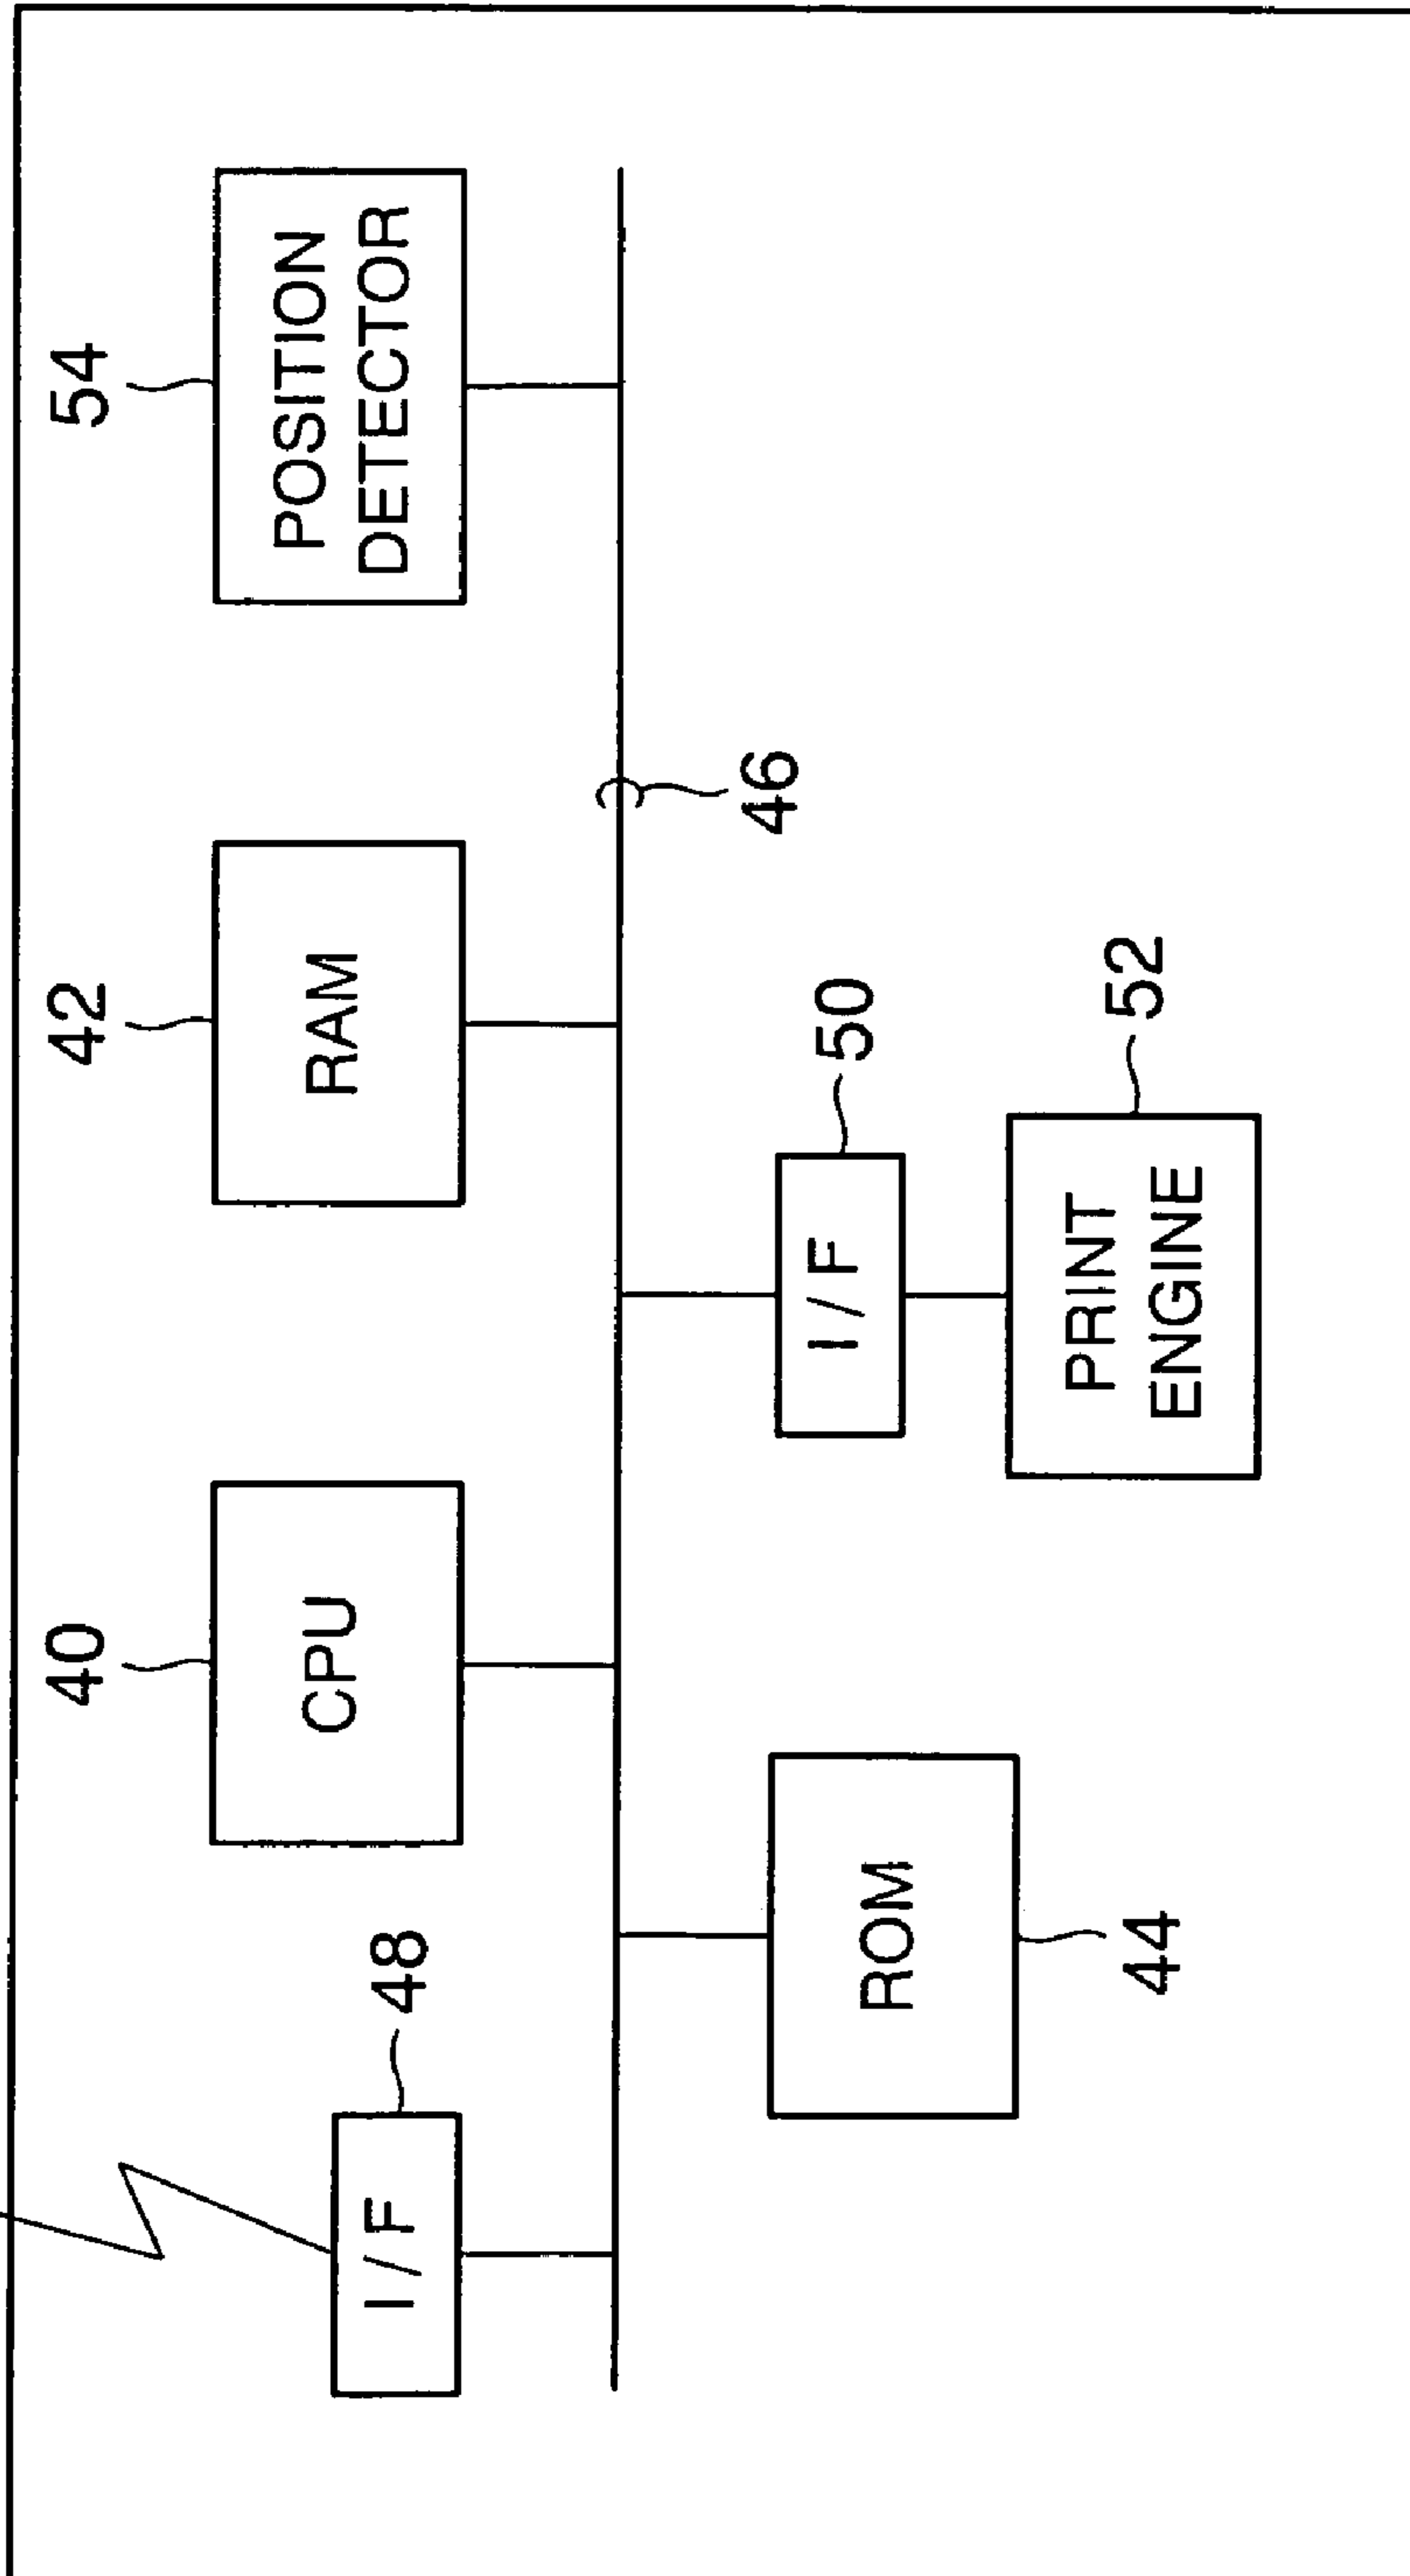 40
42
54
CPU
RAM
POSITION
DETECTOR
48
I / F
46
50
I / F
ROM
44
52
PRINT
ENGINE